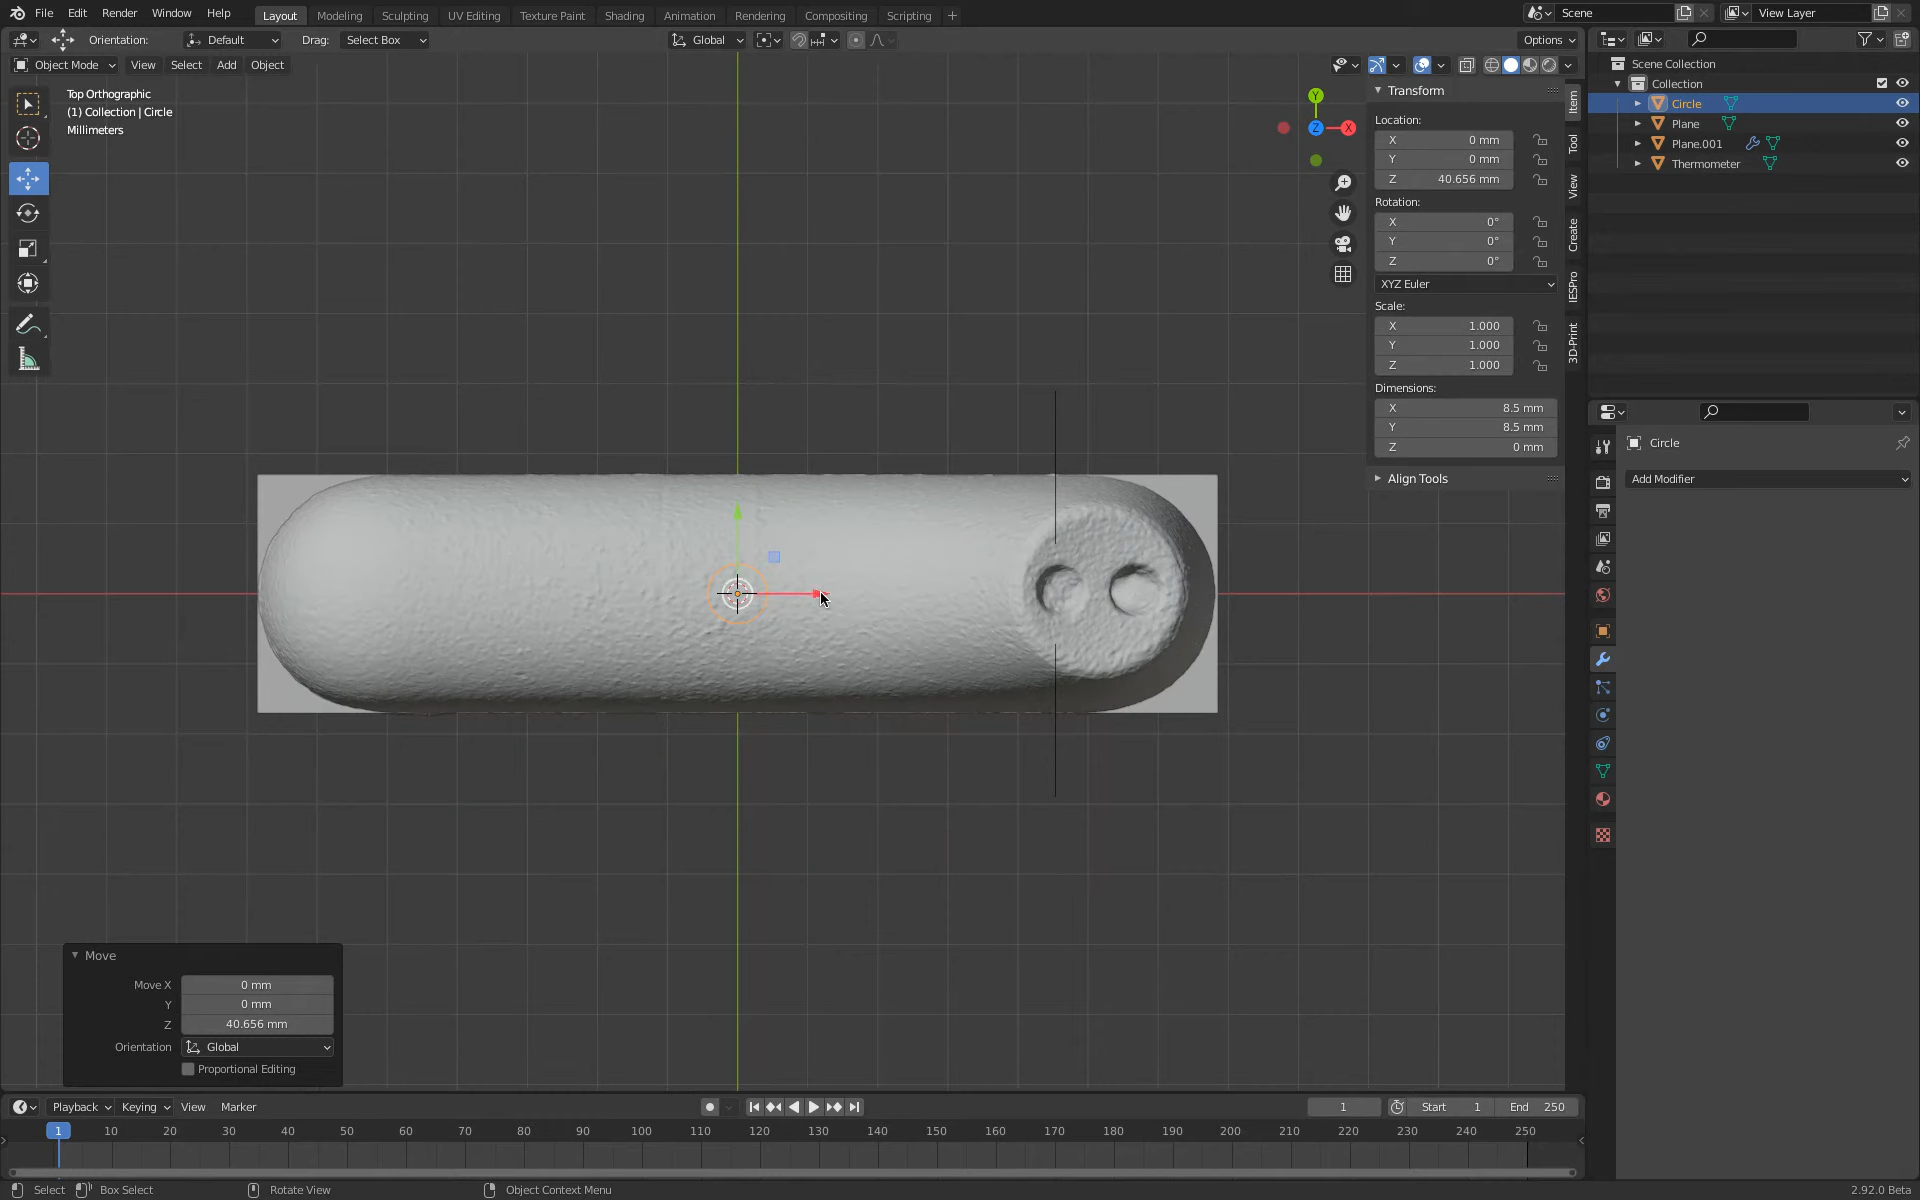 File Edit Render Window Help Layout Modeling Sculpting UV Editing Texture Paint Shading Animation Rendering Compositing Scripting + Scene View Layer
Orientation: Default Drag: Select Box Global Options
Object Mode View Select Add Object
Top Orthographic
(1) Collection | Circle
Millimeters
Y
Z X
Transform
Location:
X 0 mm
Y 0 mm
Z 40.656 mm
Rotation:
X 0°
Y 0°
Z 0°
XYZ Euler
Scale:
X 1.000
Y 1.000
Z 1.000
Dimensions:
X 8.5 mm
Y 8.5 mm
Z 0 mm
Align Tools
Item
Tool
View
Create
IESPro
3D-Print
Scene Collection
Collection
Circle
Plane
Plane.001
Thermometer
Circle
Add Modifier
Move
Move X 0 mm
Y 0 mm
Z 40.656 mm
Orientation Global
Proportional Editing
Playback Keying View Marker 1 Start 1 End 250
1 10 20 30 40 50 60 70 80 90 100 110 120 130 140 150 160 170 180 190 200 210 220 230 240 250
Select Box Select Rotate View Object Context Menu 2.92.0 Beta